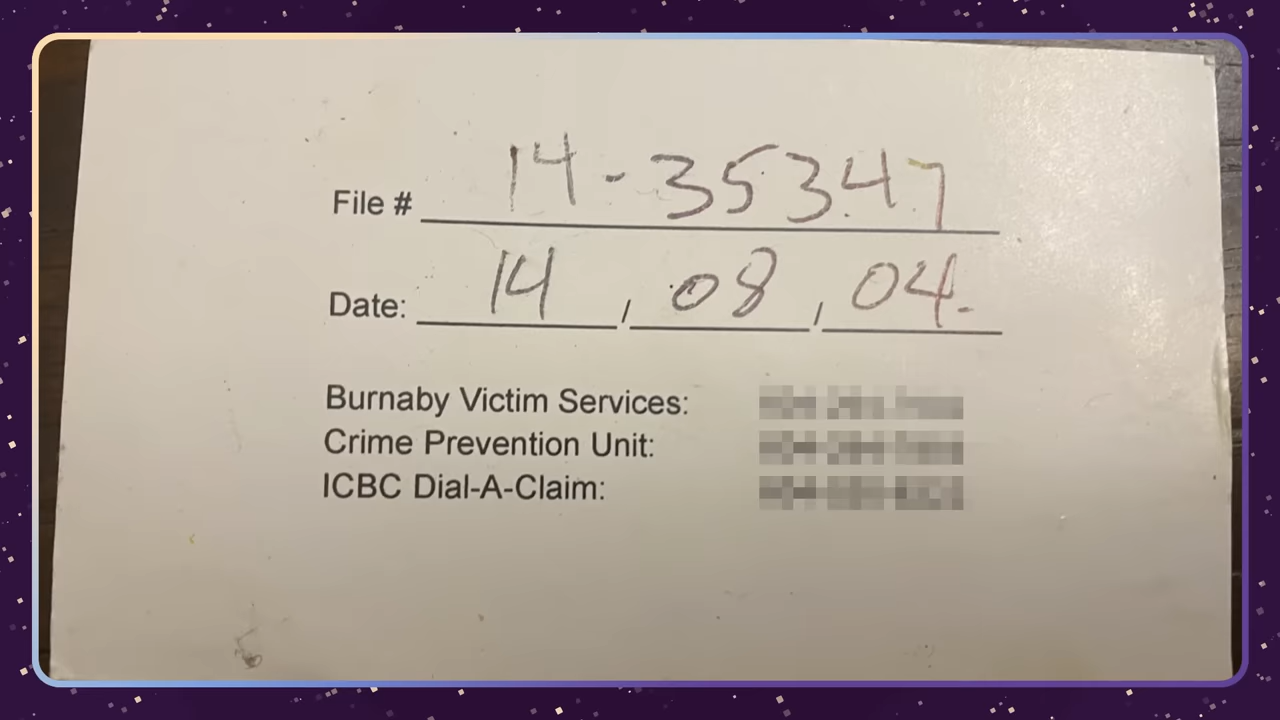 File # 14-35347
Date: 14, 08, 04.
Burnaby Victim Services:
Crime Prevention Unit:
ICBC Dial-A-Claim: